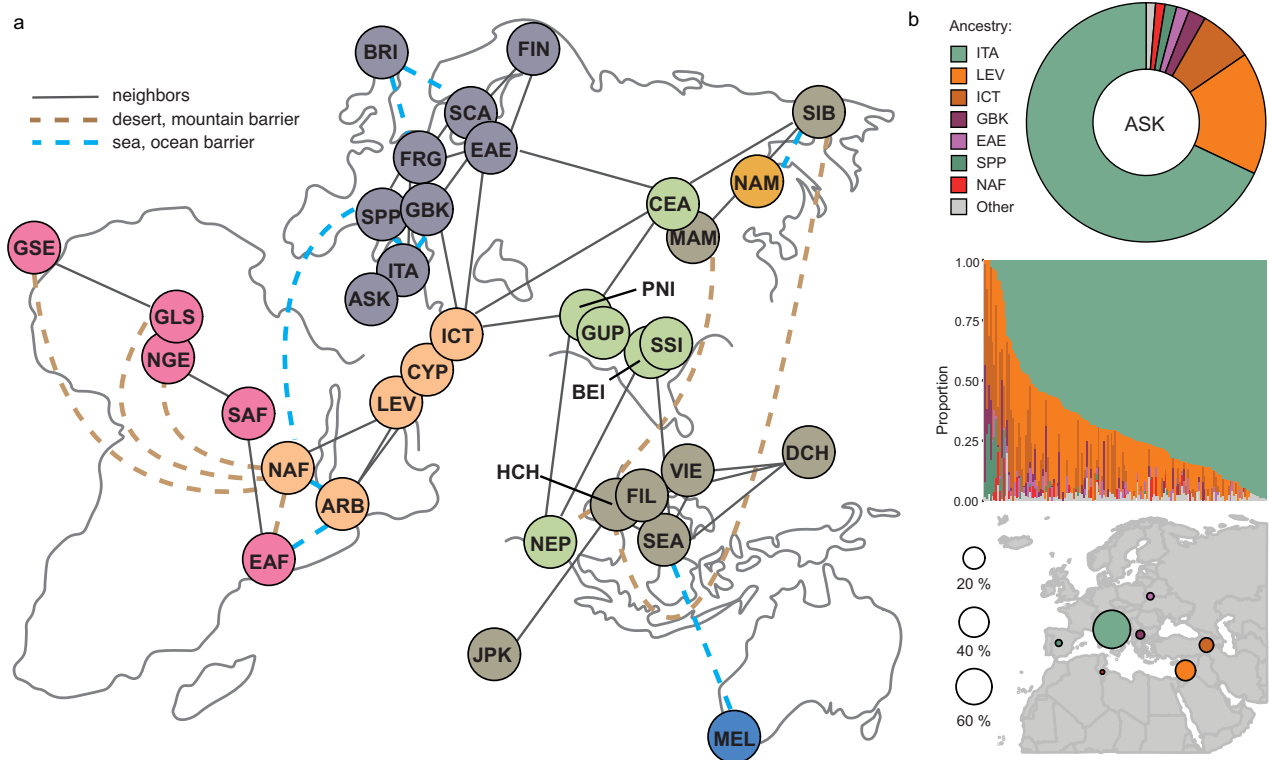 a
neighbors
desert, mountain barrier
sea, ocean barrier
BRI
FIN
SCA
FRG
EAE
SPP
GBK
ITA
ASK
SIB
NAM
CEA
MAM
GSE
GLS
NGE
SAF
NAF
ARB
EAF
ICT
CYP
LEV
PNI
GUP
SSI
BEI
HCH
FIL
VIE
DCH
NEP
SEA
JPK
MEL
b
Ancestry:
ITA
LEV
ICT
GBK
EAE
SPP
NAF
Other
ASK
Proportion
1.00
0.75
0.50
0.25
0.00
20 %
40 %
60 %